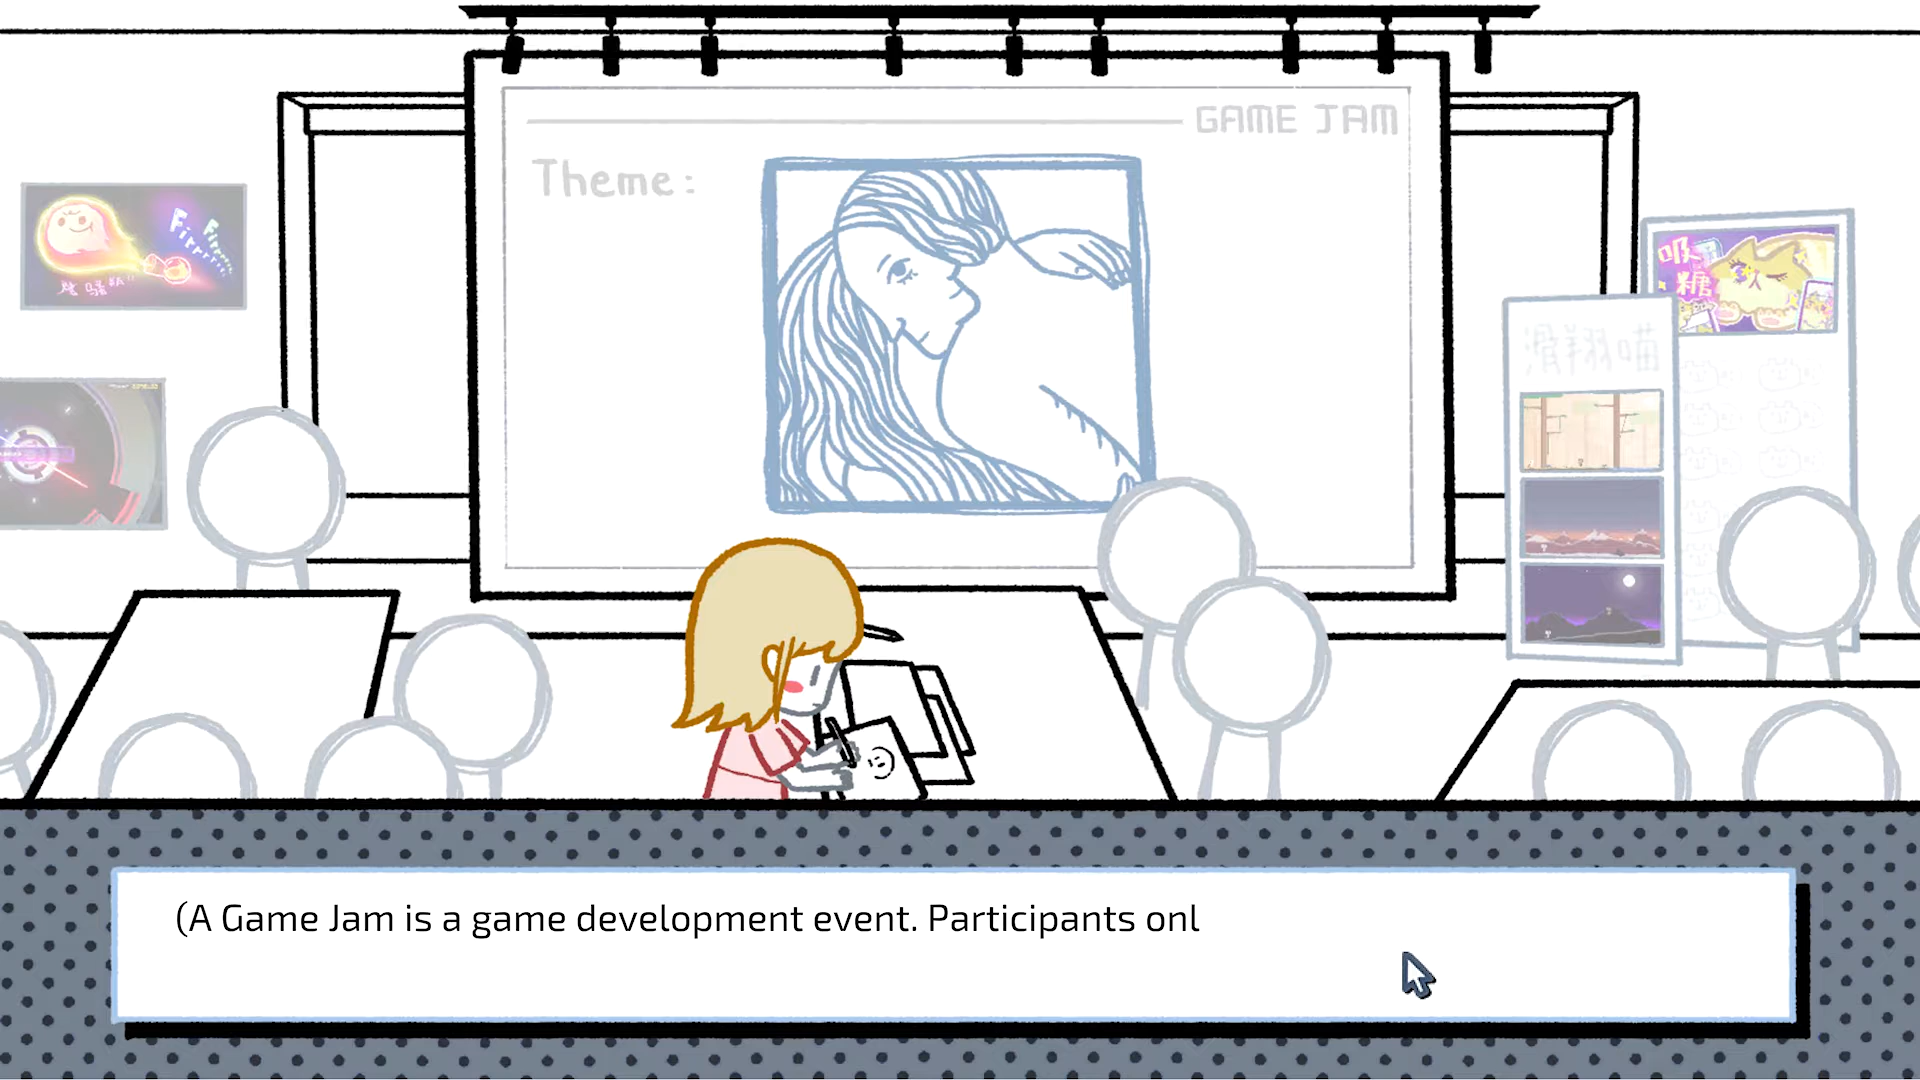 GAME JAM
Theme:
吸
糖
滑翔喵
(A Game Jam is a game development event. Participants onl